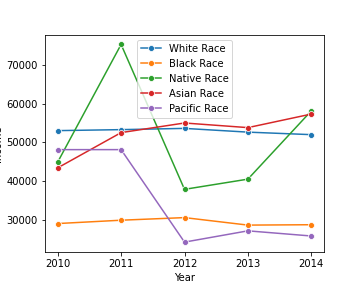 White Race
Black Race
Native Race
Asian Race
Pacific Race
70000
60000
50000
40000
30000
2010 2011 2012 2013 2014
Year